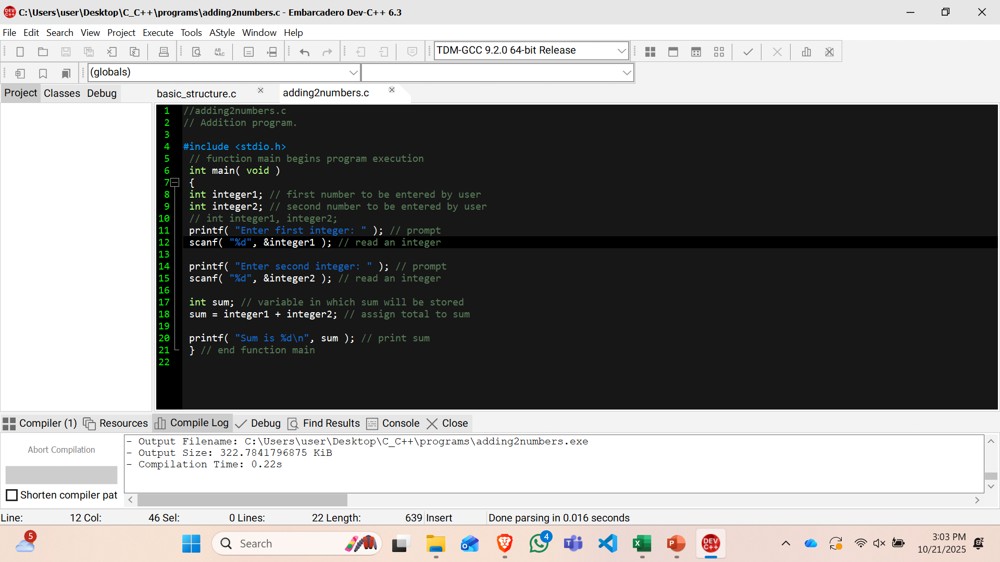 DEV C++ C:\Users\user\Desktop\C_C++\programs\adding2numbers.c - Embarcadero Dev-C++ 6.3
File Edit Search View Project Execute Tools AStyle Window Help
TDM-GCC 9.2.0 64-bit Release
(globals)
Project Classes Debug basic_structure.c adding2numbers.c
1 //adding2numbers.c
2 // Addition program.
3
4 #include <stdio.h>
5 // function main begins program execution
6 int main( void )
7 {
8 int integer1; // first number to be entered by user
9 int integer2; // second number to be entered by user
10 // int integer1, integer2;
11 printf( "Enter first integer: " ); // prompt
12 scanf( "%d", &integer1 ); // read an integer
13
14 printf( "Enter second integer: " ); // prompt
15 scanf( "%d", &integer2 ); // read an integer
16
17 int sum; // variable in which sum will be stored
18 sum = integer1 + integer2; // assign total to sum
19
20 printf( "Sum is %d\n", sum ); // print sum
21 } // end function main
22
Compiler (1) Resources Compile Log Debug Find Results Console Close
Abort Compilation
Shorten compiler pat
- Output Filename: C:\Users\user\Desktop\C_C++\programs\adding2numbers.exe
- Output Size: 322.7841796875 KiB
- Compilation Time: 0.22s
Line: 12 Col: 46 Sel: 0 Lines: 22 Length: 639 Insert Done parsing in 0.016 seconds
5 Search 4 DEV C++ 3:03 PM
10/21/2025